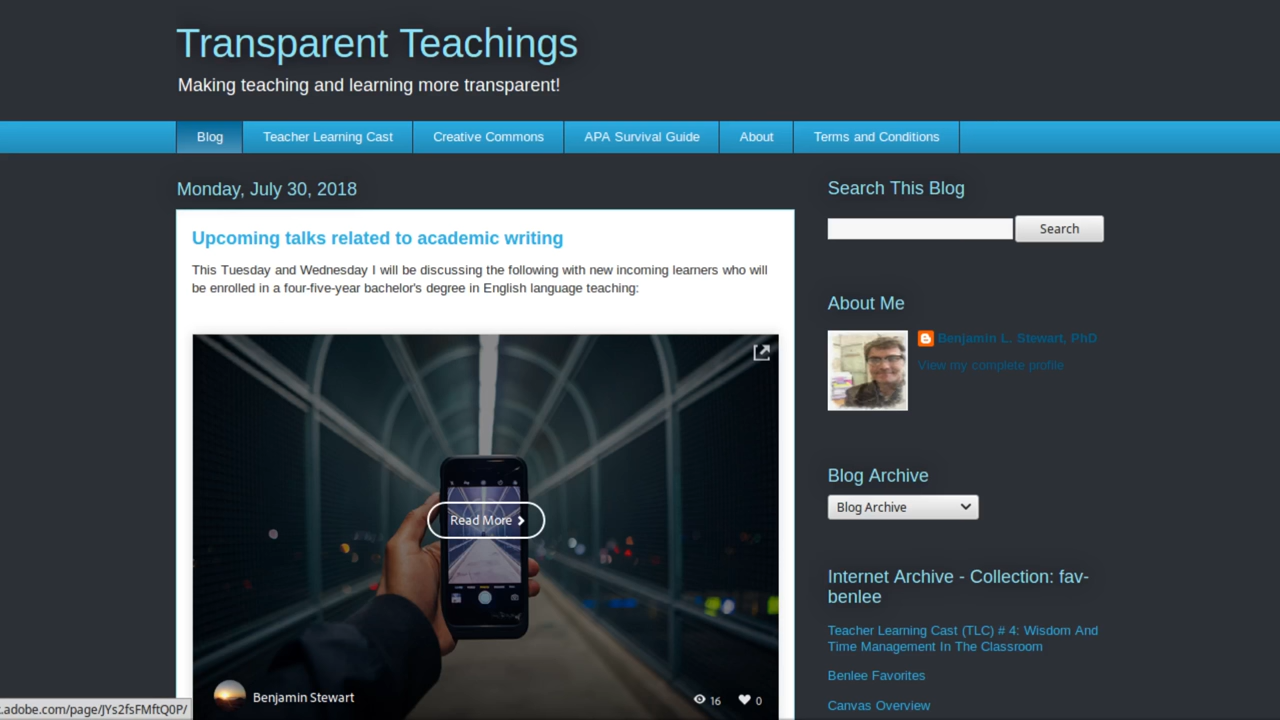 Transparent Teachings
Making teaching and learning more transparent!
Blog
Teacher Learning Cast
Creative Commons
APA Survival Guide
About
Terms and Conditions
Monday, July 30, 2018
Upcoming talks related to academic writing
This Tuesday and Wednesday I will be discussing the following with new incoming learners who will
be enrolled in a four-five-year bachelor's degree in English language teaching:
Read More
Benjamin Stewart
16
0
Search This Blog
Search
About Me
Benjamin L. Stewart, PhD
View my complete profile
Blog Archive
Blog Archive
Internet Archive - Collection: fav-
benlee
Teacher Learning Cast (TLC) # 4: Wisdom And
Time Management In The Classroom
Benlee Favorites
Canvas Overview
.adobe.com/page/JYs2fsFMftQ0P/